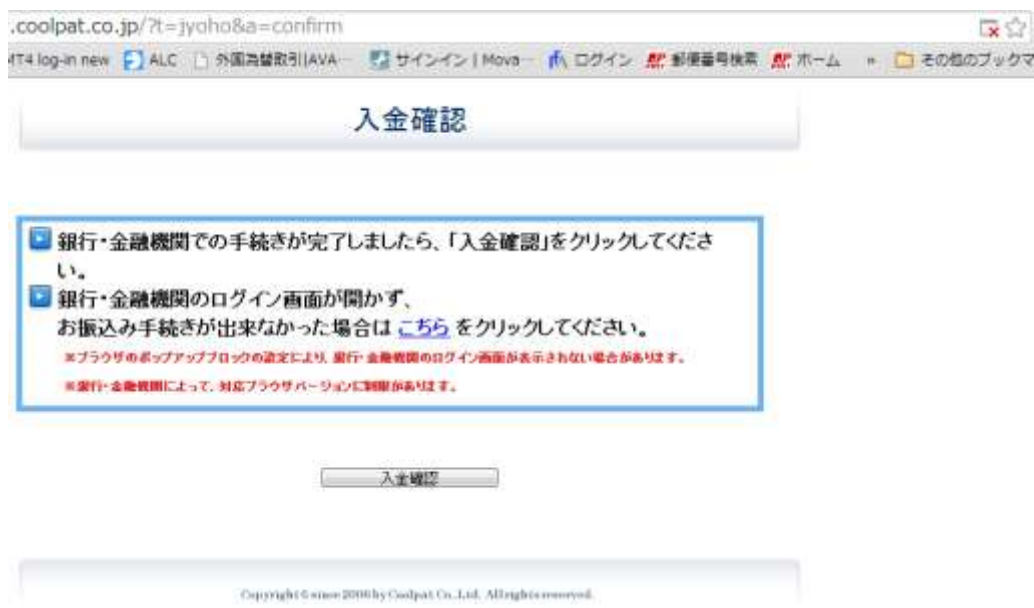 .coolpat.co.jp/?t=jyoho&a=confirm
MT4 log-in new ALC 外国為替取引|AVA… サインイン | Mova… ログイン 郵便番号検索 ホーム » その他のブックマ
入金確認
銀行・金融機関での手続きが完了しましたら、「入金確認」をクリックしてくださ
い。
銀行・金融機関のログイン画面が開かず、
お振込み手続きが出来なかった場合は こちら をクリックしてください。
※ブラウザのポップアップブロックの設定により、銀行・金融機関のログイン画面が表示されない場合があります。
※銀行・金融機関によって、対応ブラウザバージョンに制限があります。
入金確認
Copyright © since 2006 by Coolpat Co., Ltd. All rights reserved.